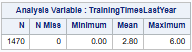 Analysis Variable : TrainingTimesLastYear
N N Miss Minimum Mean Maximum
1470 0 0.00 2.80 6.00